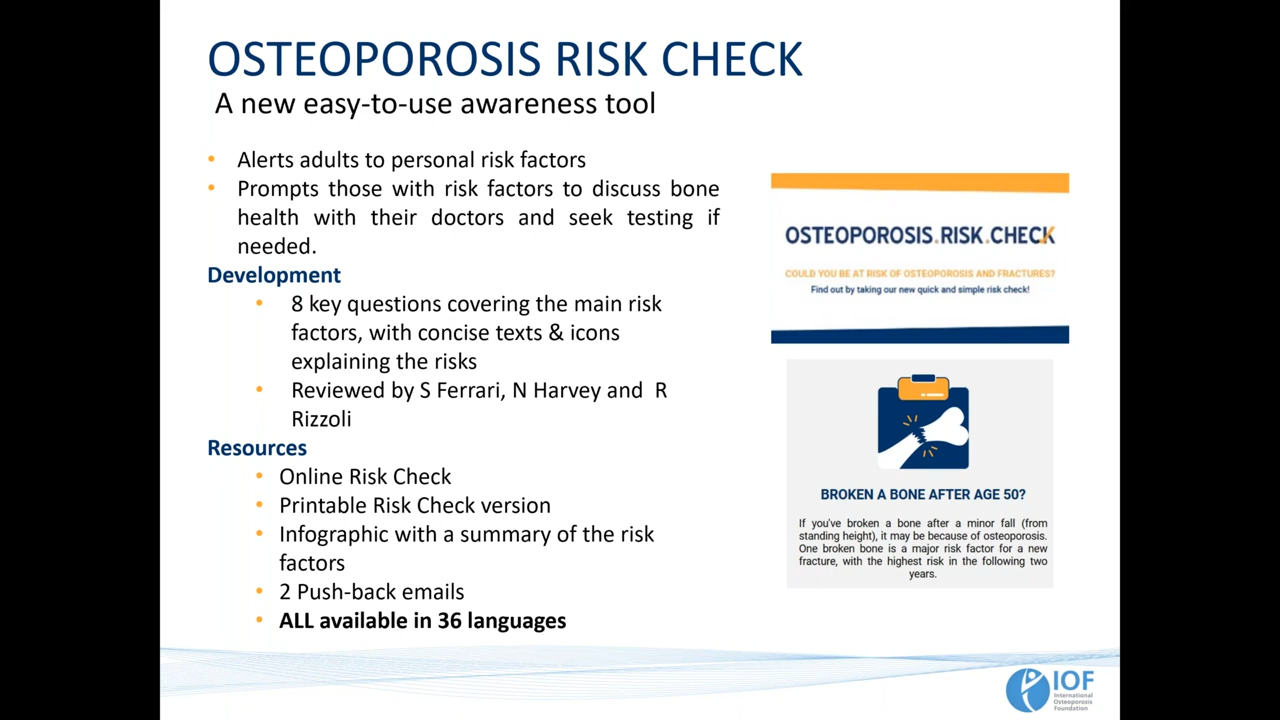 OSTEOPOROSIS RISK CHECK
A new easy-to-use awareness tool
• Alerts adults to personal risk factors
• Prompts those with risk factors to discuss bone
health with their doctors and seek testing if
needed.
Development
• 8 key questions covering the main risk
factors, with concise texts & icons
explaining the risks
• Reviewed by S Ferrari, N Harvey and R
Rizzoli
Resources
• Online Risk Check
• Printable Risk Check version
• Infographic with a summary of the risk
factors
• 2 Push-back emails
• ALL available in 36 languages
OSTEOPOROSIS.RISK.CHECK
COULD YOU BE AT RISK OF OSTEOPOROSIS AND FRACTURES?
Find out by taking our new quick and simple risk check!
BROKEN A BONE AFTER AGE 50?
If you've broken a bone after a minor fall (from
standing height), it may be because of osteoporosis.
One broken bone is a major risk factor for a new
fracture, with the highest risk in the following two
years.
IOF
International
Osteoporosis
Foundation